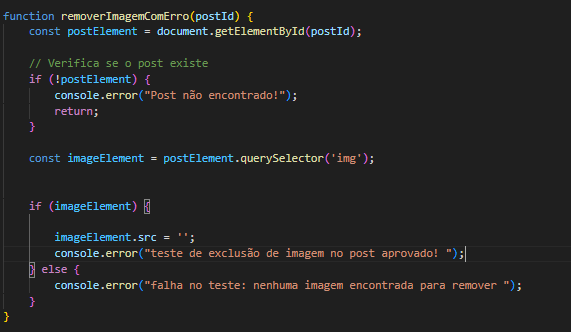 function removerImagemComErro(postId) {
    const postElement = document.getElementById(postId);
    // Verifica se o post existe
    if (!postElement) {
        console.error("Post não encontrado!");
        return;
    }
    const imageElement = postElement.querySelector('img');
    if (imageElement) {
        imageElement.src = '';
        console.error("teste de exclusão de imagem no post aprovado! ");
    } else {
        console.error("falha no teste: nenhuma imagem encontrada para remover ");
    }
}